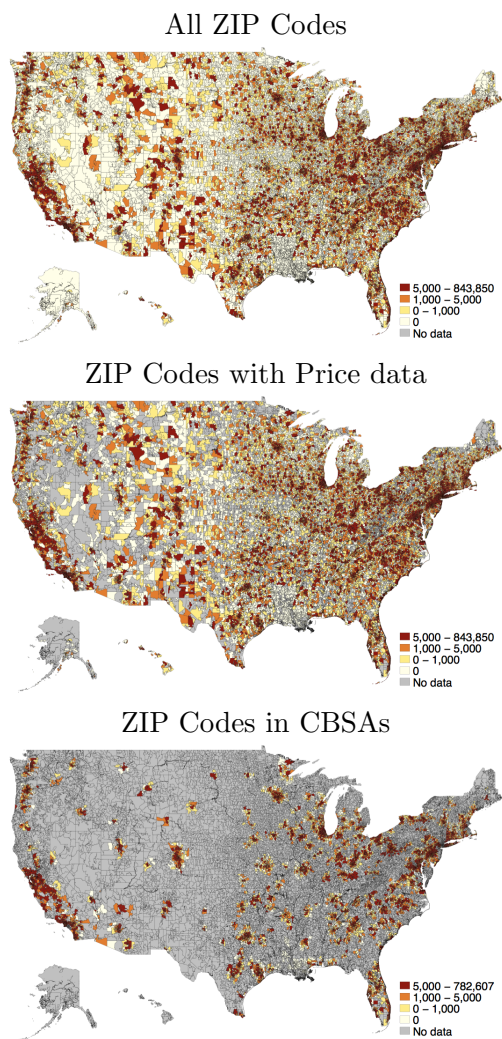 All ZIP Codes
5,000 – 843,850
1,000 – 5,000
0 – 1,000
0
No data
ZIP Codes with Price data
5,000 – 843,850
1,000 – 5,000
0 – 1,000
0
No data
ZIP Codes in CBSAs
5,000 – 782,607
1,000 – 5,000
0 – 1,000
0
No data